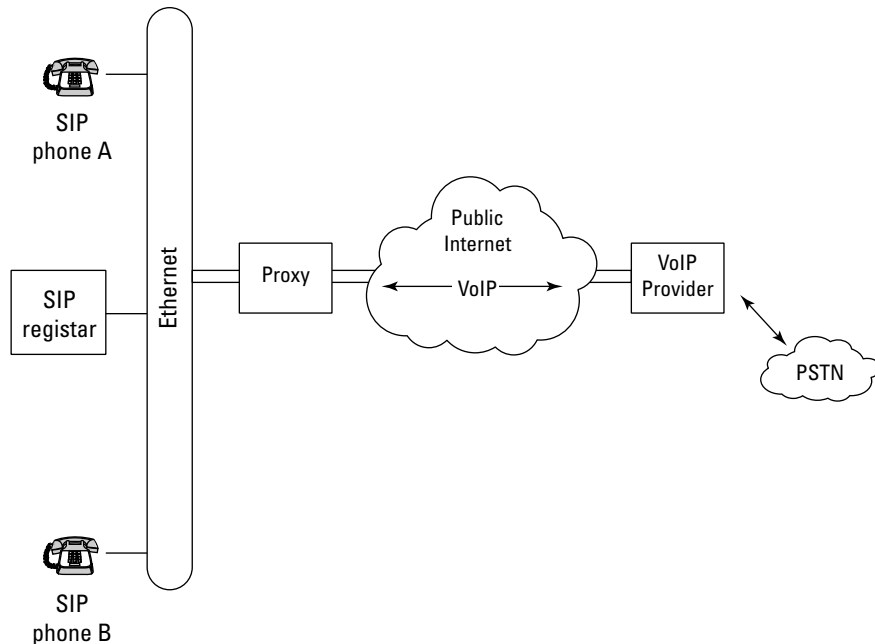 SIP
phone A
SIP
registar
Ethernet
Proxy
Public
Internet
VoIP
VoIP
Provider
PSTN
SIP
phone B